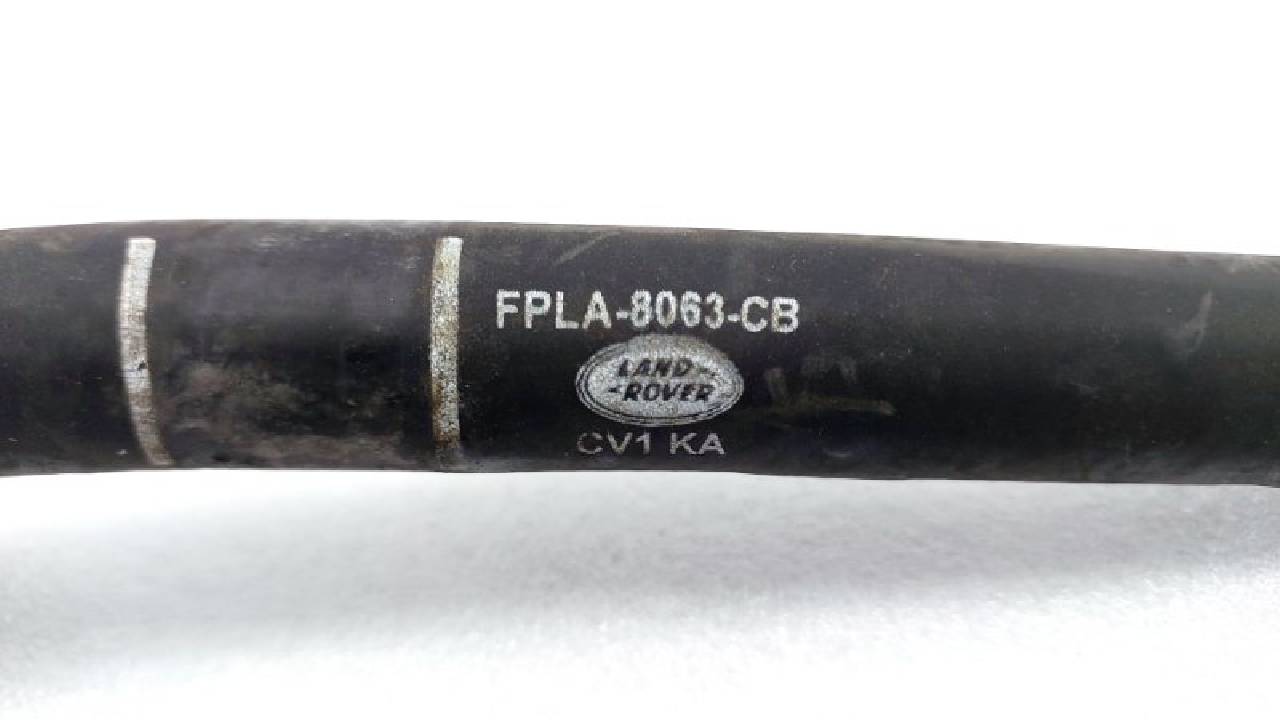 FPLA-8063-CB
LAND-
-ROVER
CV1 KA